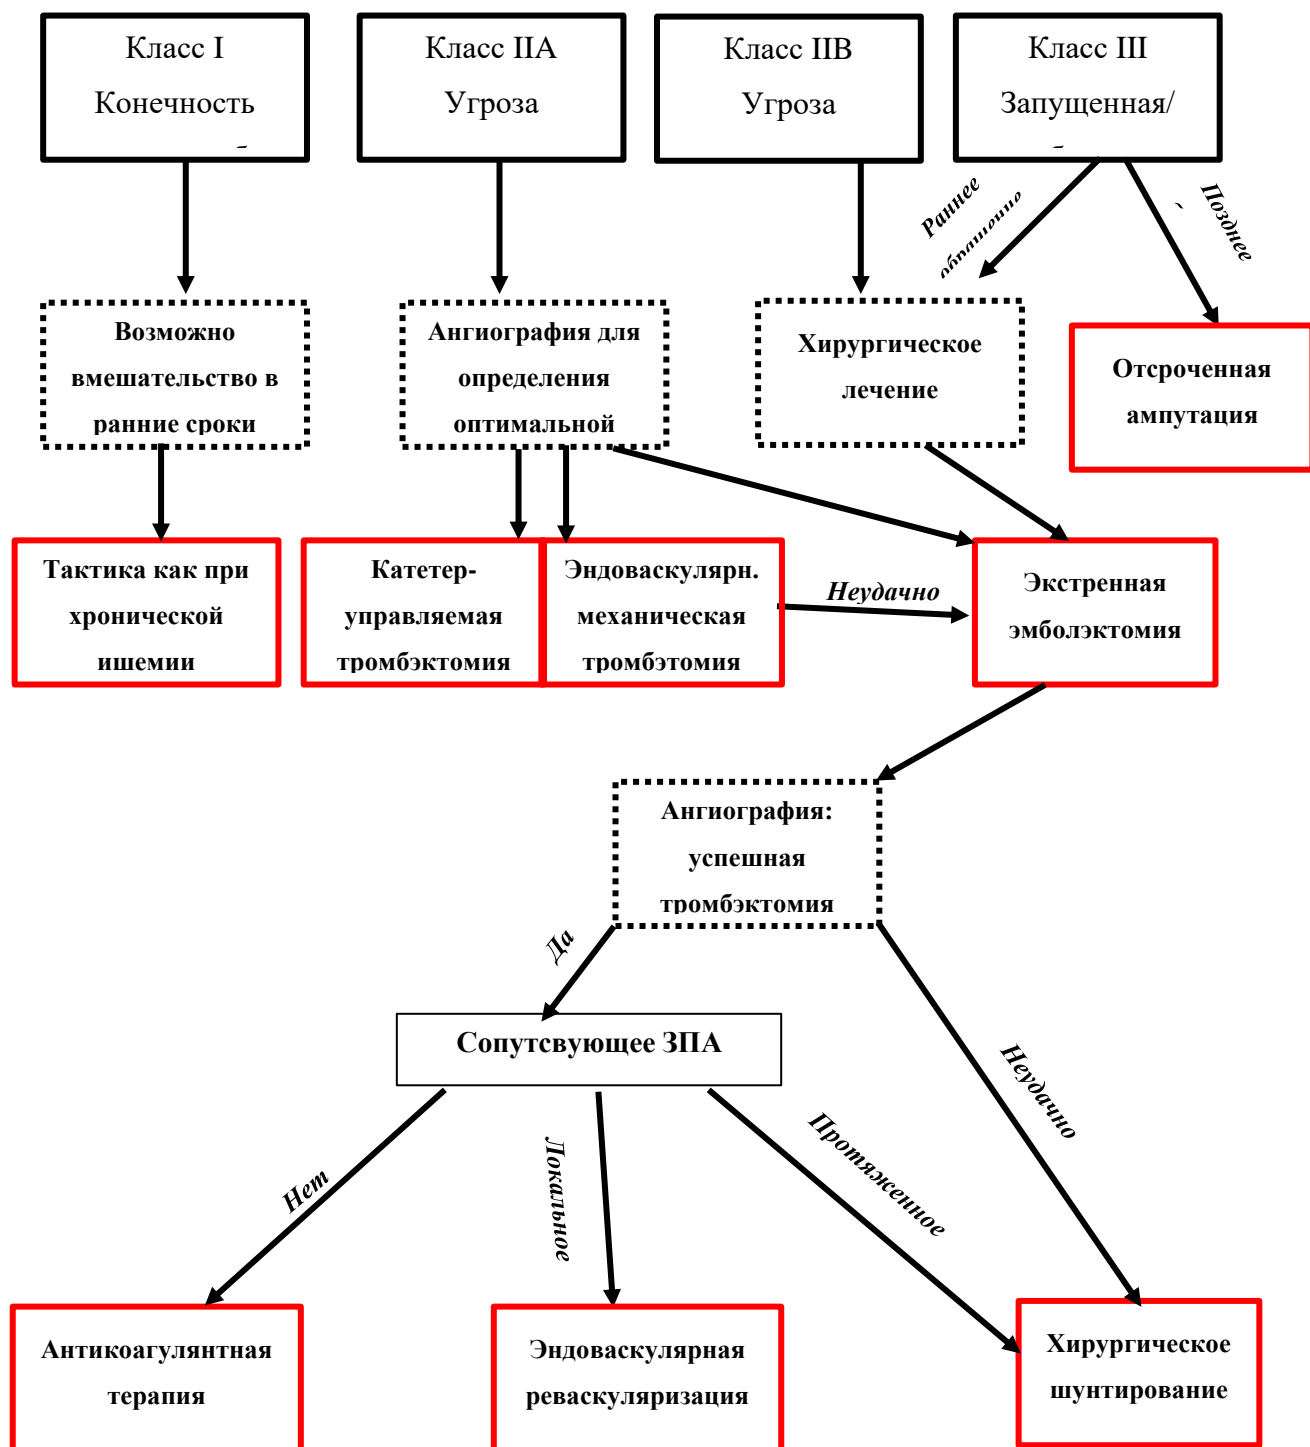 Класс I
Конечность
Класс IIA
Угроза
Класс IIB
Угроза
Класс III
Запущенная/
Раннее
Позднее
Возможно
вмешательство в
ранние сроки
Ангиография для
определения
оптимальной
Хирургическое
лечение
Отсроченная
ампутация
Тактика как при
хронической
ишемии
Катетер-
управляемая
тромбэктомия
Эндоваскулярн.
механическая
тромбэтомия
Неудачно
Экстренная
эмболэктомия
Ангиография:
успешная
тромбэктомия
Да
Неудачно
Сопутсвующее ЗПА
Нет
Локальное
Протяженное
Антикоагулянтная
терапия
Эндоваскулярная
реваскуляризация
Хирургическое
шунтирование